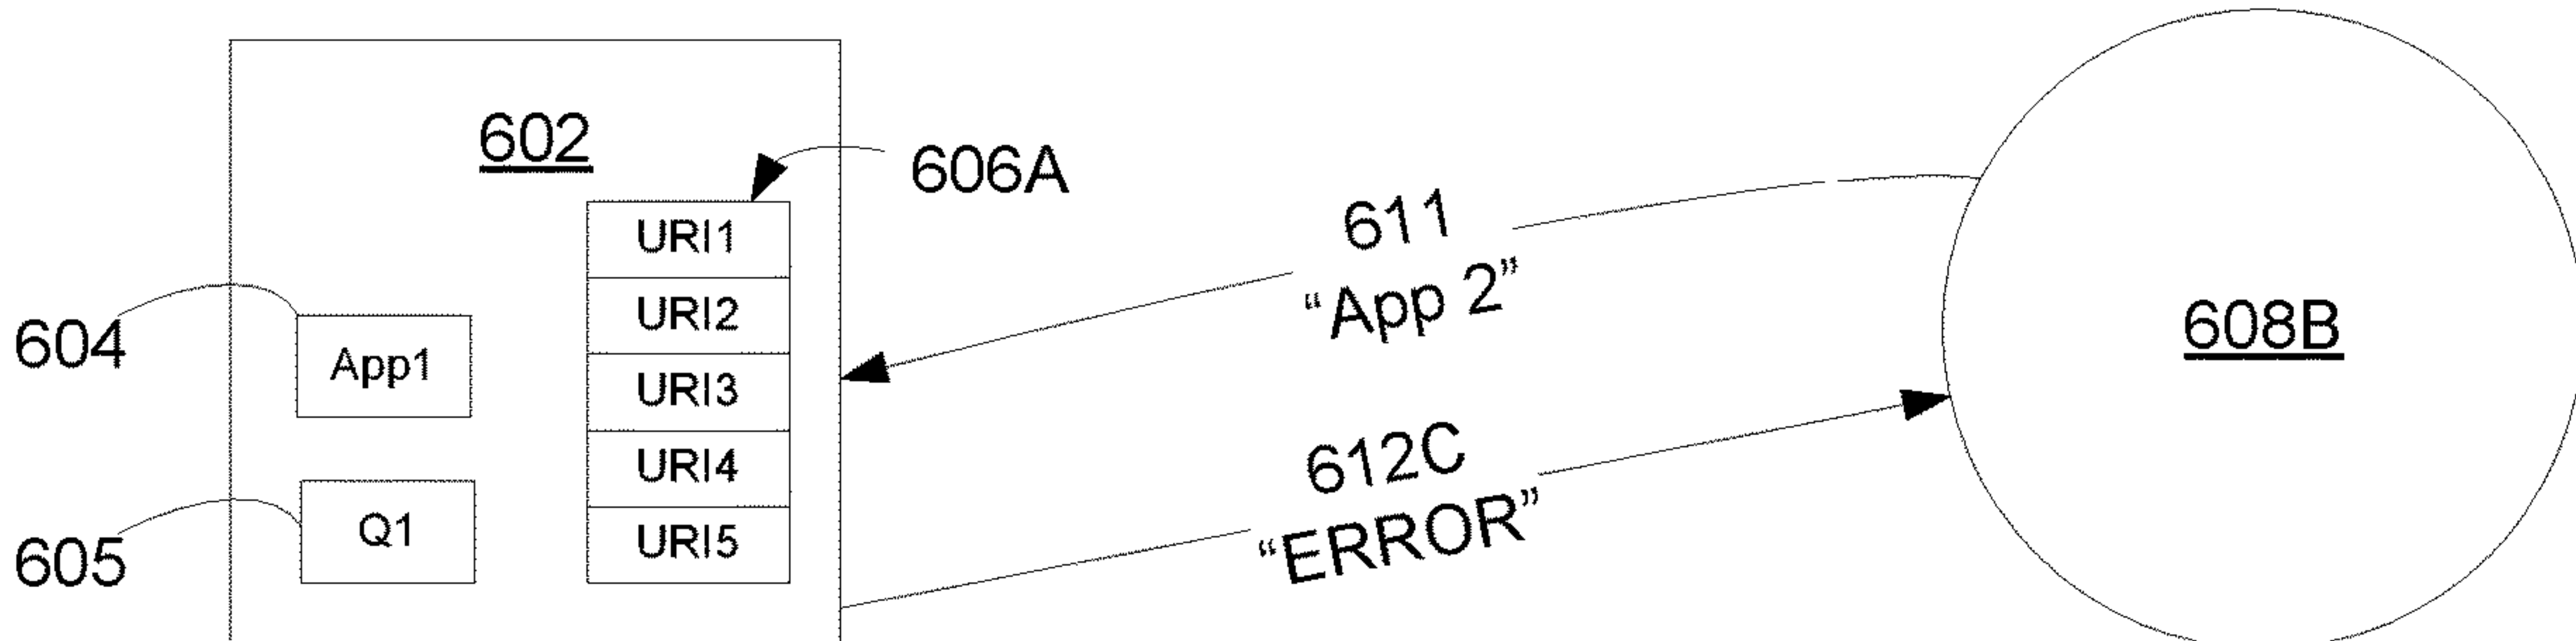 602
606A
URI1
URI2
URI3
URI4
URI5
604
App1
605
Q1
611
“App 2”
612C
“ERROR”
608B